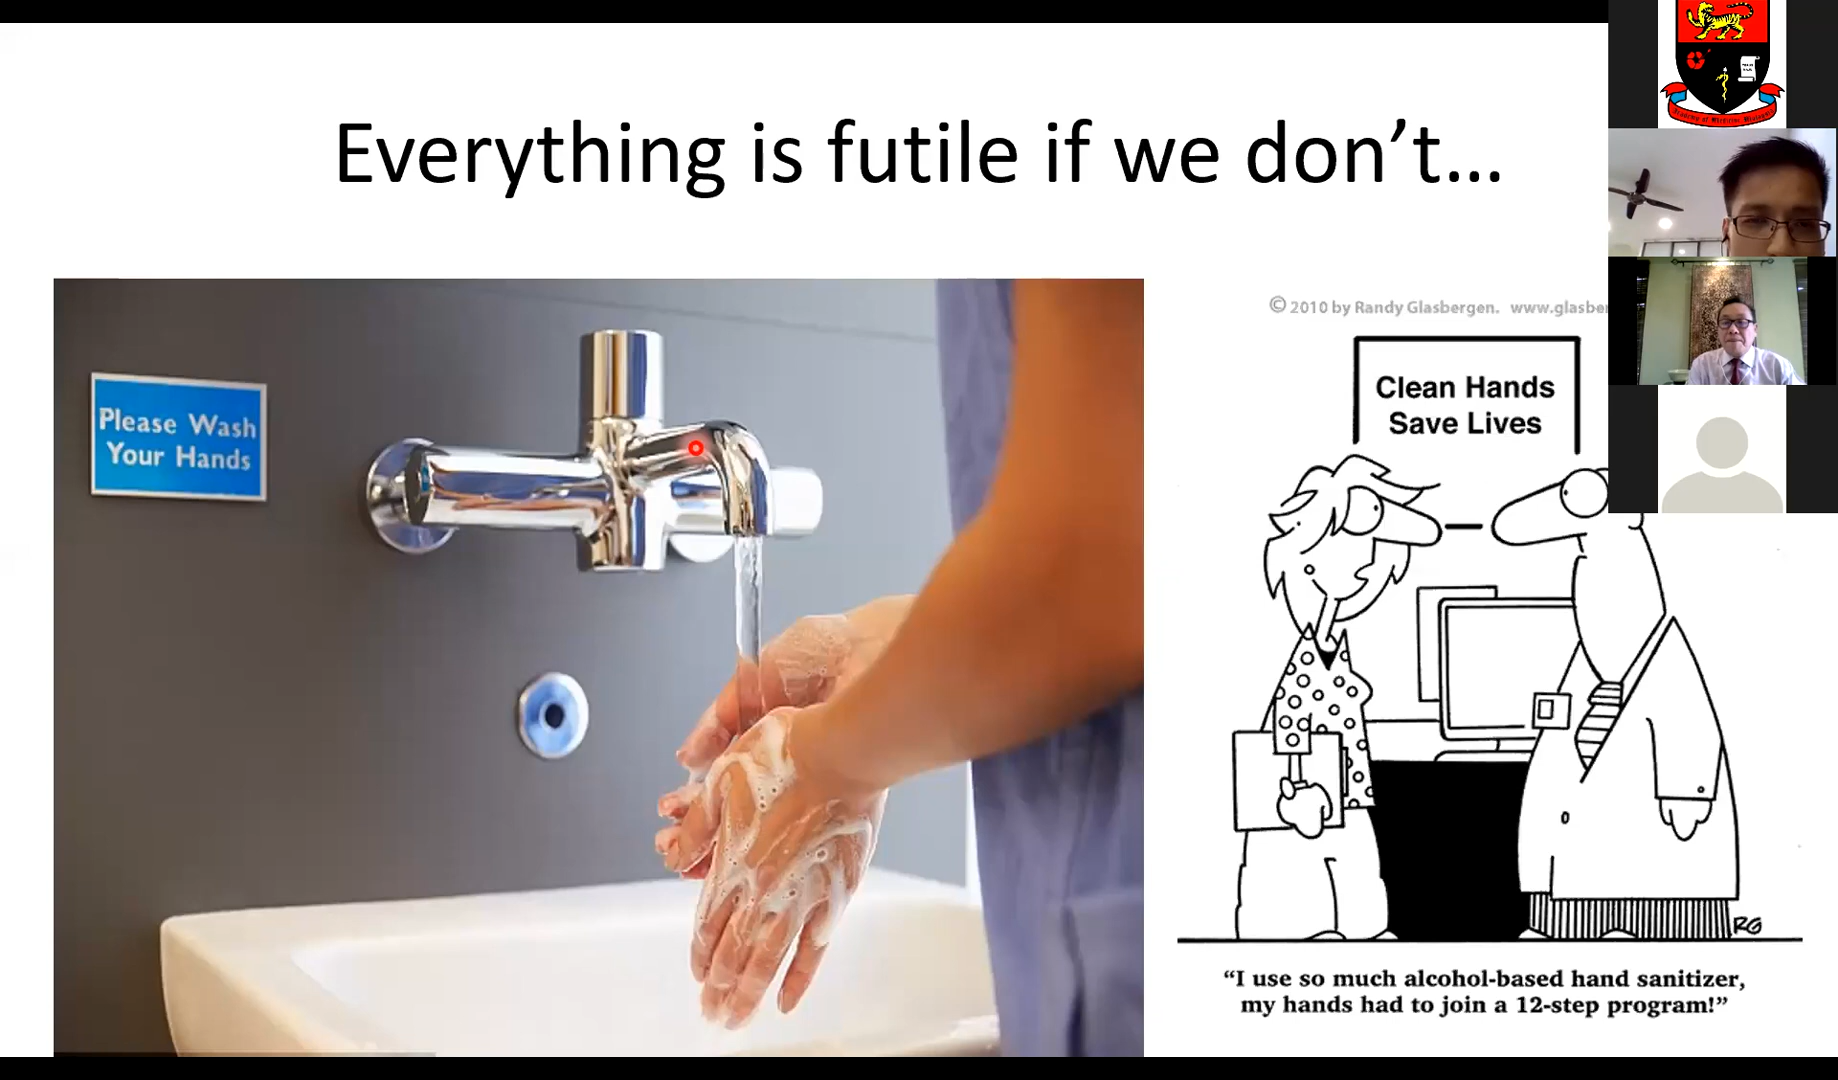 Everything is futile if we don’t...
Please Wash
Your Hands
© 2010 by Randy Glasbergen. www.glasber
Clean Hands
Save Lives
RG
“I use so much alcohol-based hand sanitizer,
my hands had to join a 12-step program!”